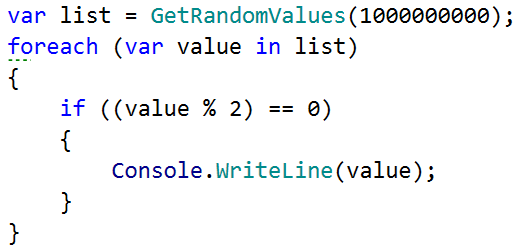 var list = GetRandomValues(1000000000);
foreach (var value in list)
{
    if ((value % 2) == 0)
    {
        Console.WriteLine(value);
    }
}